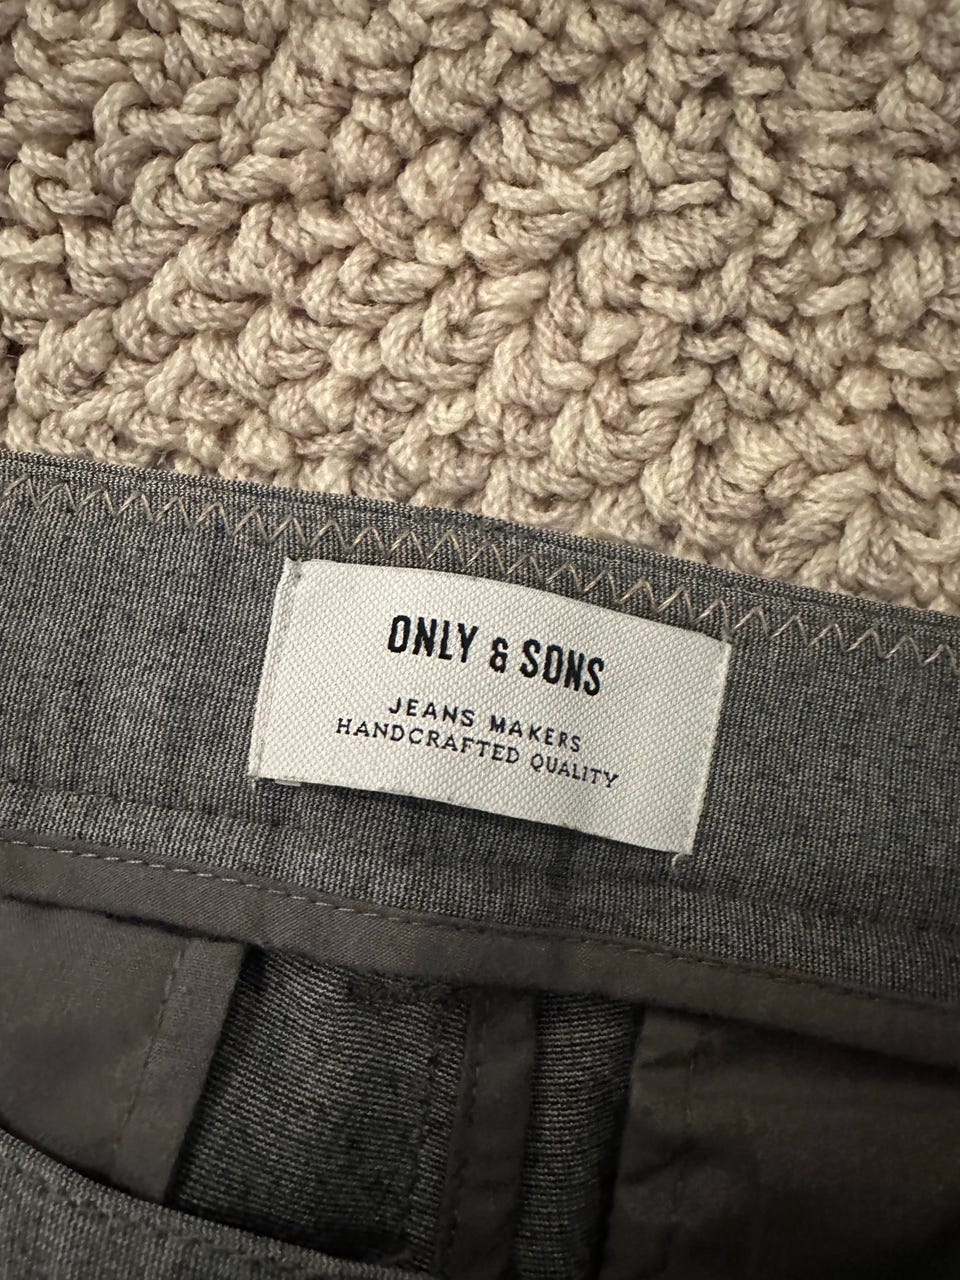 ONLY & SONS
JEANS MAKERS
HANDCRAFTED QUALITY